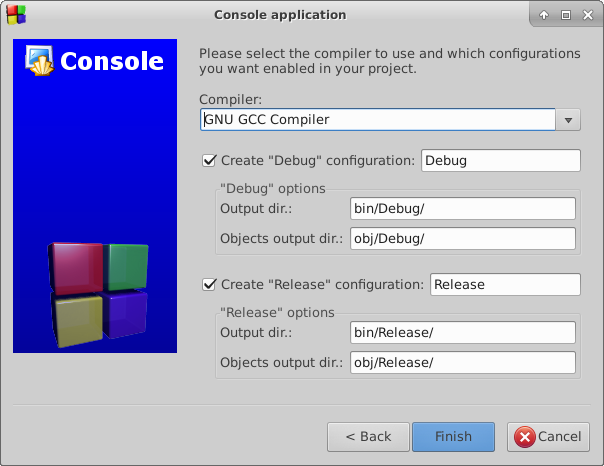 Console application
Console
Please select the compiler to use and which configurations
you want enabled in your project.
Compiler:
GNU GCC Compiler
Create "Debug" configuration: Debug
"Debug" options
Output dir.: bin/Debug/
Objects output dir.: obj/Debug/
Create "Release" configuration: Release
"Release" options
Output dir.: bin/Release/
Objects output dir.: obj/Release/
< Back Finish Cancel